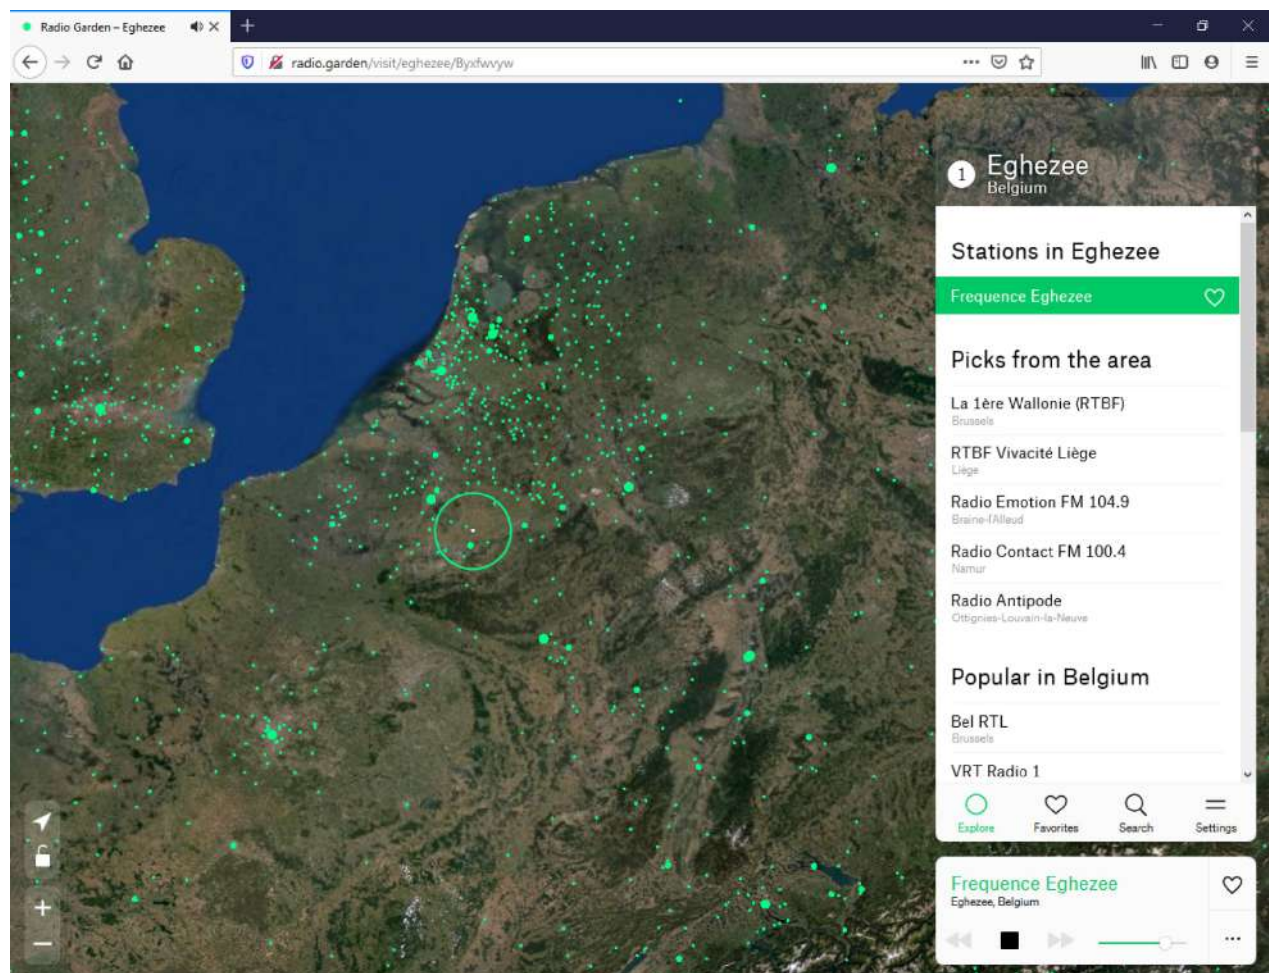 Radio Garden – Eghezee
radio.garden/visit/eghezee/Byxfwvyw
1
Eghezee
Belgium
Stations in Eghezee
Frequence Eghezee
Picks from the area
La 1ère Wallonie (RTBF)
Brussels
RTBF Vivacité Liège
Liège
Radio Emotion FM 104.9
Braine-l'Alleud
Radio Contact FM 100.4
Namur
Radio Antipode
Ottignies-Louvain-la-Neuve
Popular in Belgium
Bel RTL
Brussels
VRT Radio 1
Explore
Favorites
Search
Settings
Frequence Eghezee
Eghezee, Belgium